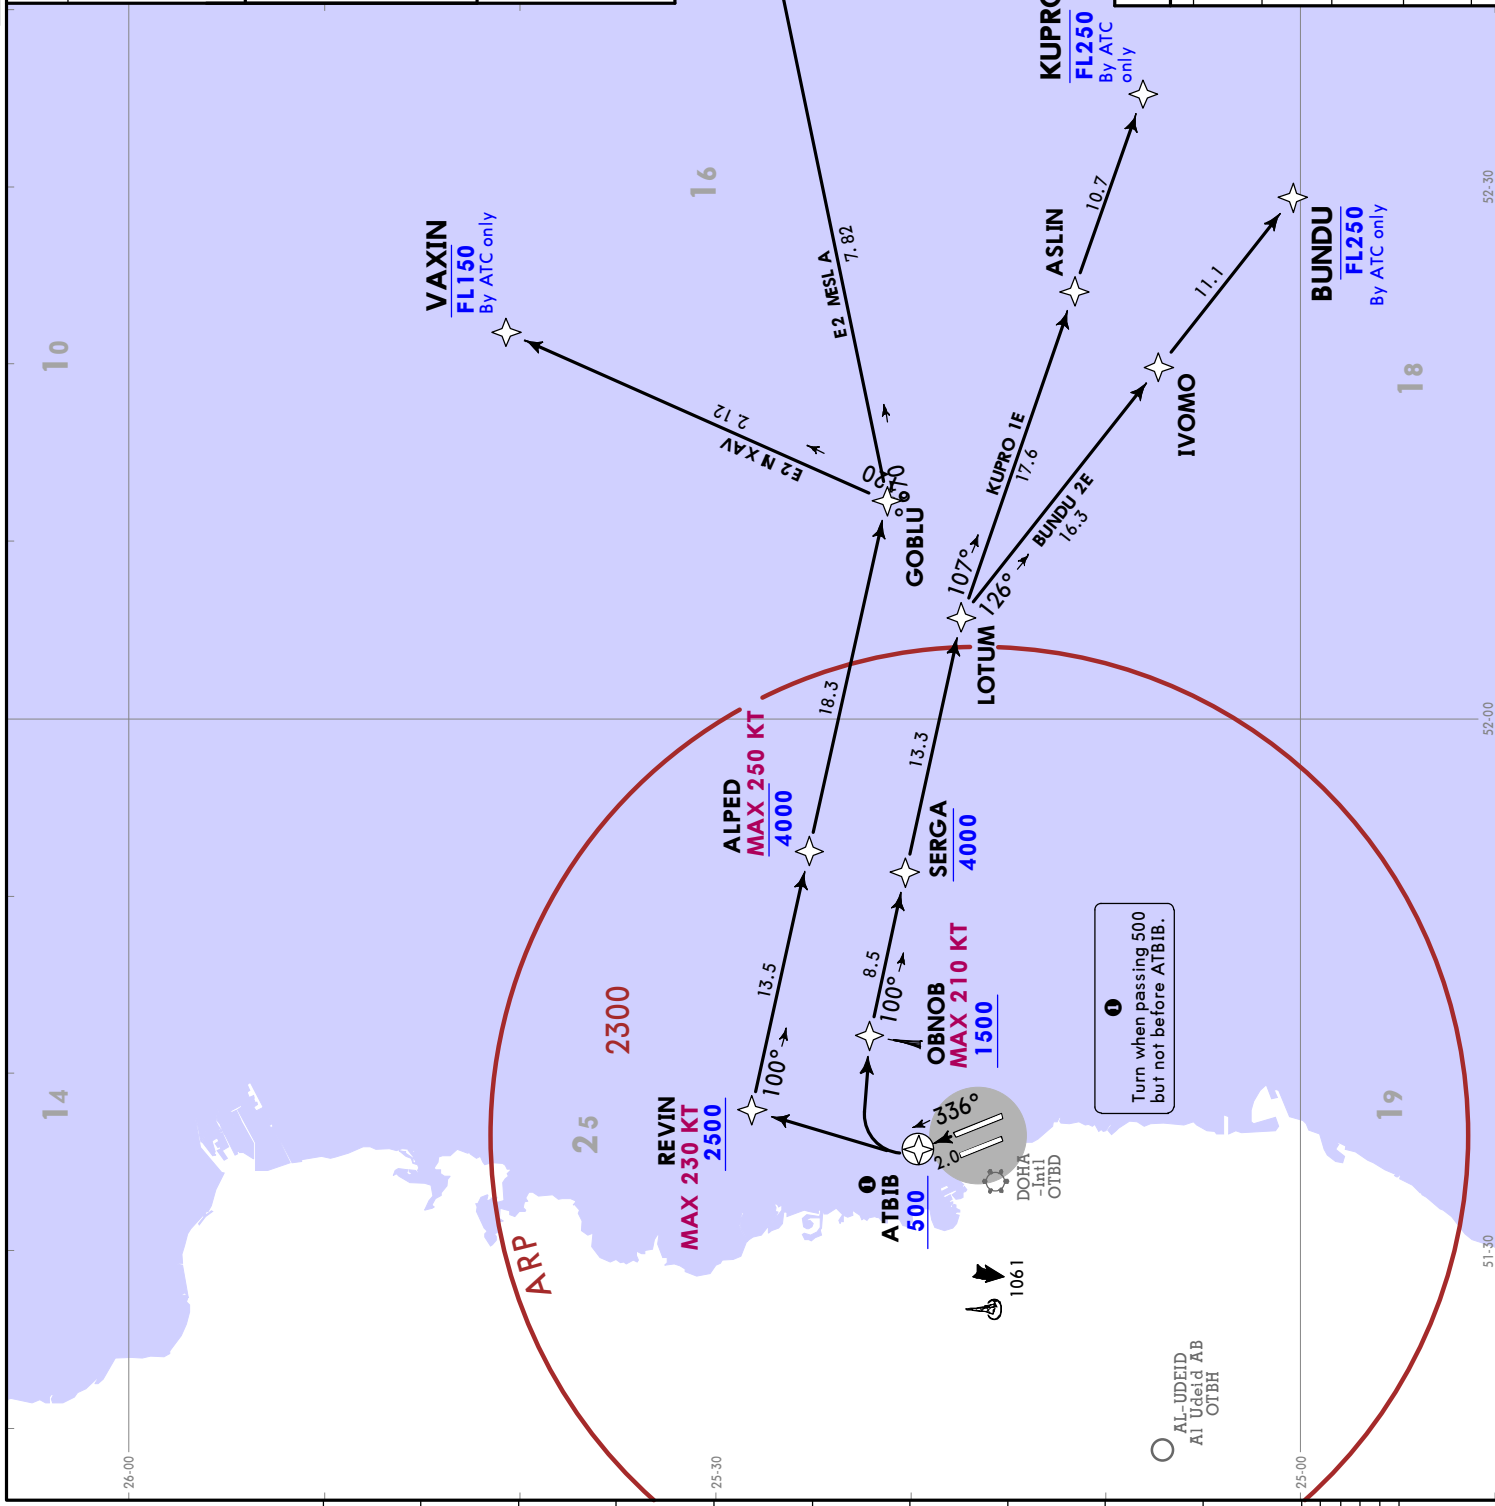 KUPRO
FL250
By ATC
only
VAXIN
FL150
By ATC only
10
16
E2 MESL A
7.82
ASLIN
10.7
BUNDU
FL250
By ATC only
11.1
IVOMO
18
2.12
E2 N XAV
GOBLU
KUPRO 1E
17.6
BUNDU 2E
16.3
107°
126°
LOTUM
18.3
13.3
ALPED
MAX 250 KT
4000
SERGA
4000
13.5
100°
8.5
100°
OBNOB
MAX 210 KT
1500
REVIN
MAX 230 KT
2500
2300
14
25
19
❶
Turn when passing 500
but not before ATBIB.
336°
2.0
❶
ATBIB
500
DOHA
-Intl
OTBD
ARP
1061
AL-UDEID
Al Udeid AB
OTBH
26-00
25-30
25-00
51-30
52-00
52-30